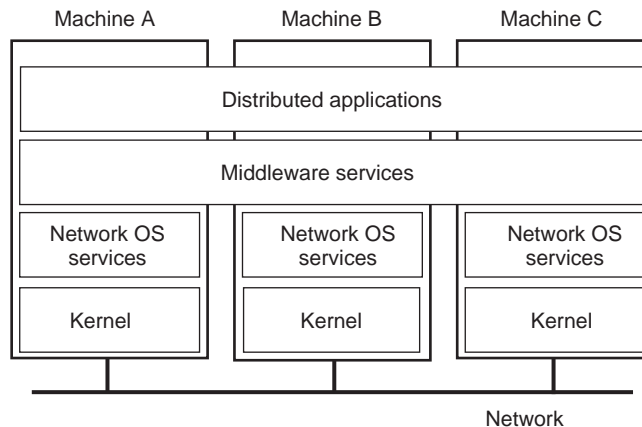 Machine A
Machine B
Machine C
Distributed applications
Middleware services
Network OS
services
Network OS
services
Network OS
services
Kernel
Kernel
Kernel
Network